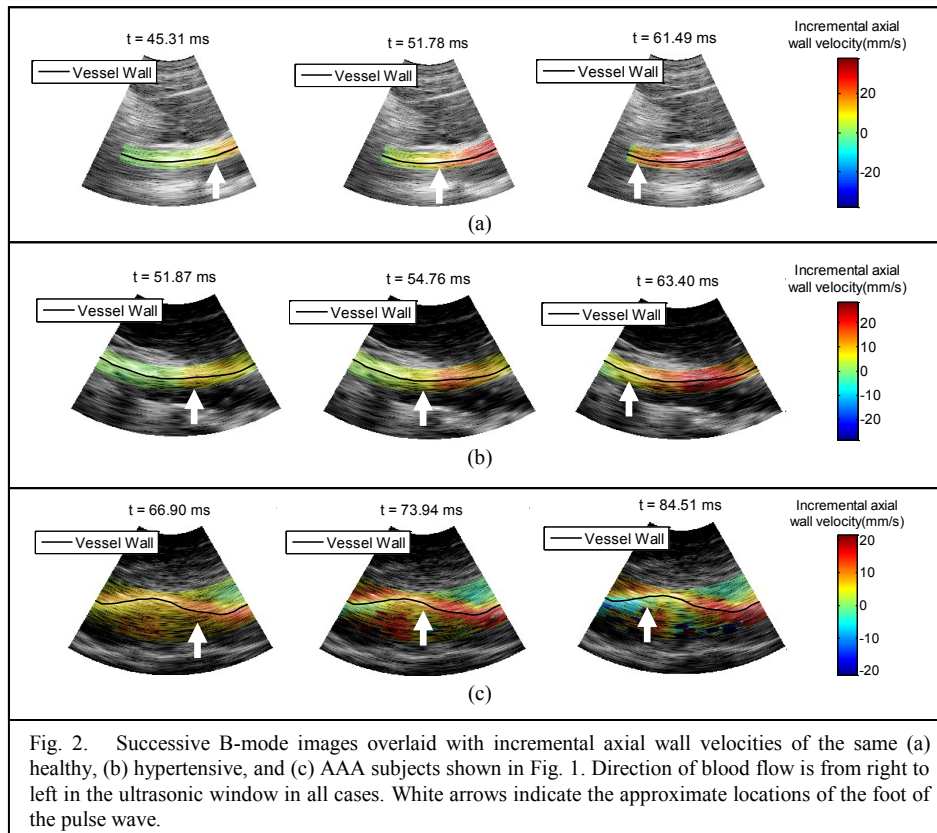 t = 45.31 ms
t = 51.78 ms
t = 61.49 ms
Incremental axial
wall velocity(mm/s)
Vessel Wall
Vessel Wall
Vessel Wall
20
0
-20
(a)
t = 51.87 ms
t = 54.76 ms
t = 63.40 ms
Incremental axial
wall velocity(mm/s)
Vessel Wall
Vessel Wall
Vessel Wall
20
10
0
-10
-20
(b)
t = 66.90 ms
t = 73.94 ms
t = 84.51 ms
Incremental axial
wall velocity(mm/s)
Vessel Wall
Vessel Wall
Vessel Wall
20
10
0
-10
-20
(c)
Fig. 2. Successive B-mode images overlaid with incremental axial wall velocities of the same (a)
healthy, (b) hypertensive, and (c) AAA subjects shown in Fig. 1. Direction of blood flow is from right to
left in the ultrasonic window in all cases. White arrows indicate the approximate locations of the foot of
the pulse wave.